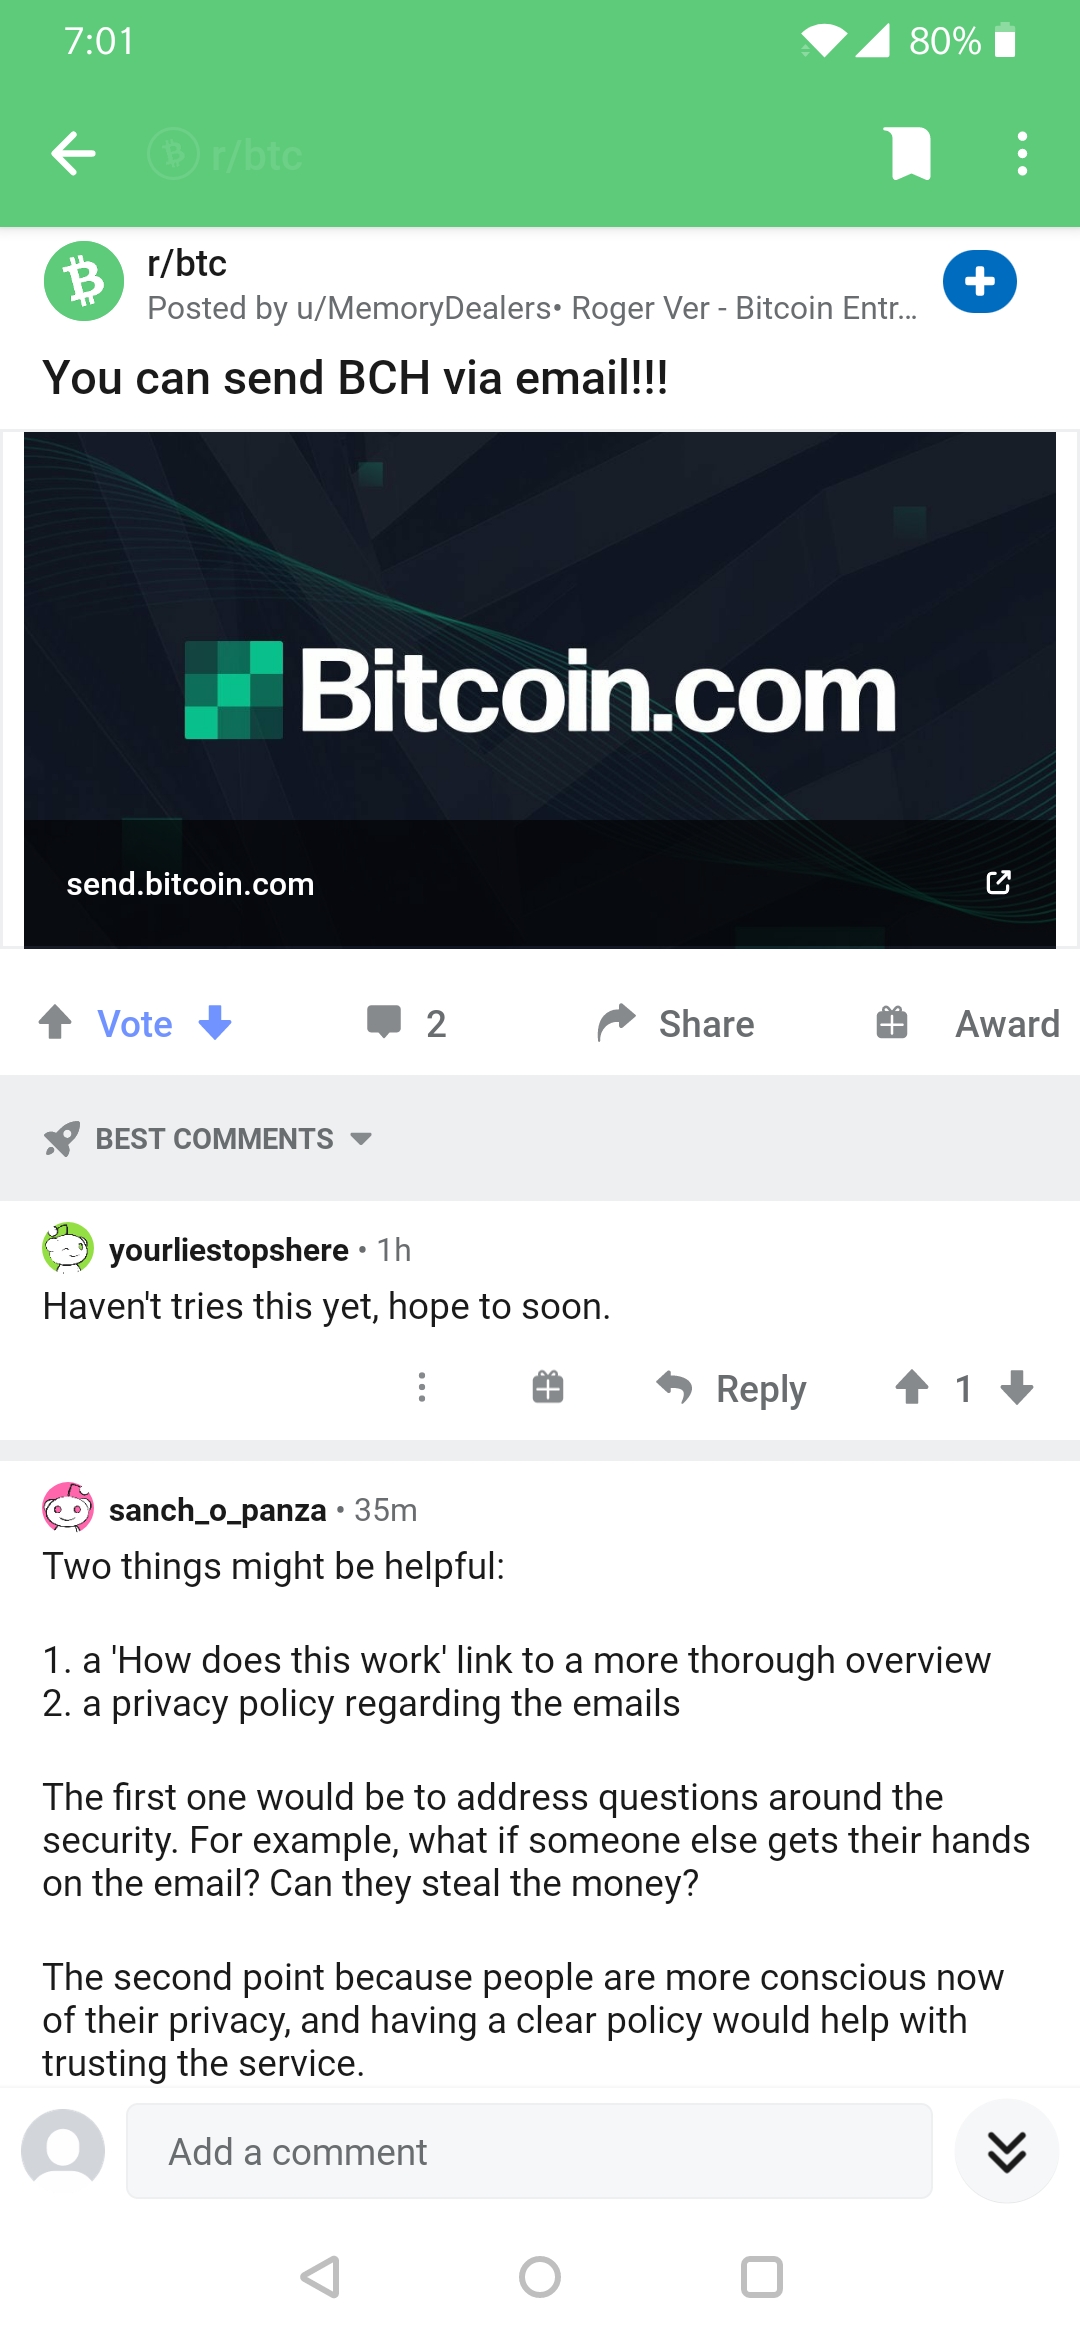 7:01
80%
r/btc
r/btc
Posted by u/MemoryDealers• Roger Ver - Bitcoin Entr...
You can send BCH via email!!!
Bitcoin.com
send.bitcoin.com
Vote
2
Share
Award
BEST COMMENTS
yourliestopshere • 1h
Haven't tries this yet, hope to soon.
Reply
1
sanch_o_panza • 35m
Two things might be helpful:
1. a 'How does this work' link to a more thorough overview
2. a privacy policy regarding the emails
The first one would be to address questions around the
security. For example, what if someone else gets their hands
on the email? Can they steal the money?
The second point because people are more conscious now
of their privacy, and having a clear policy would help with
trusting the service.
Add a comment